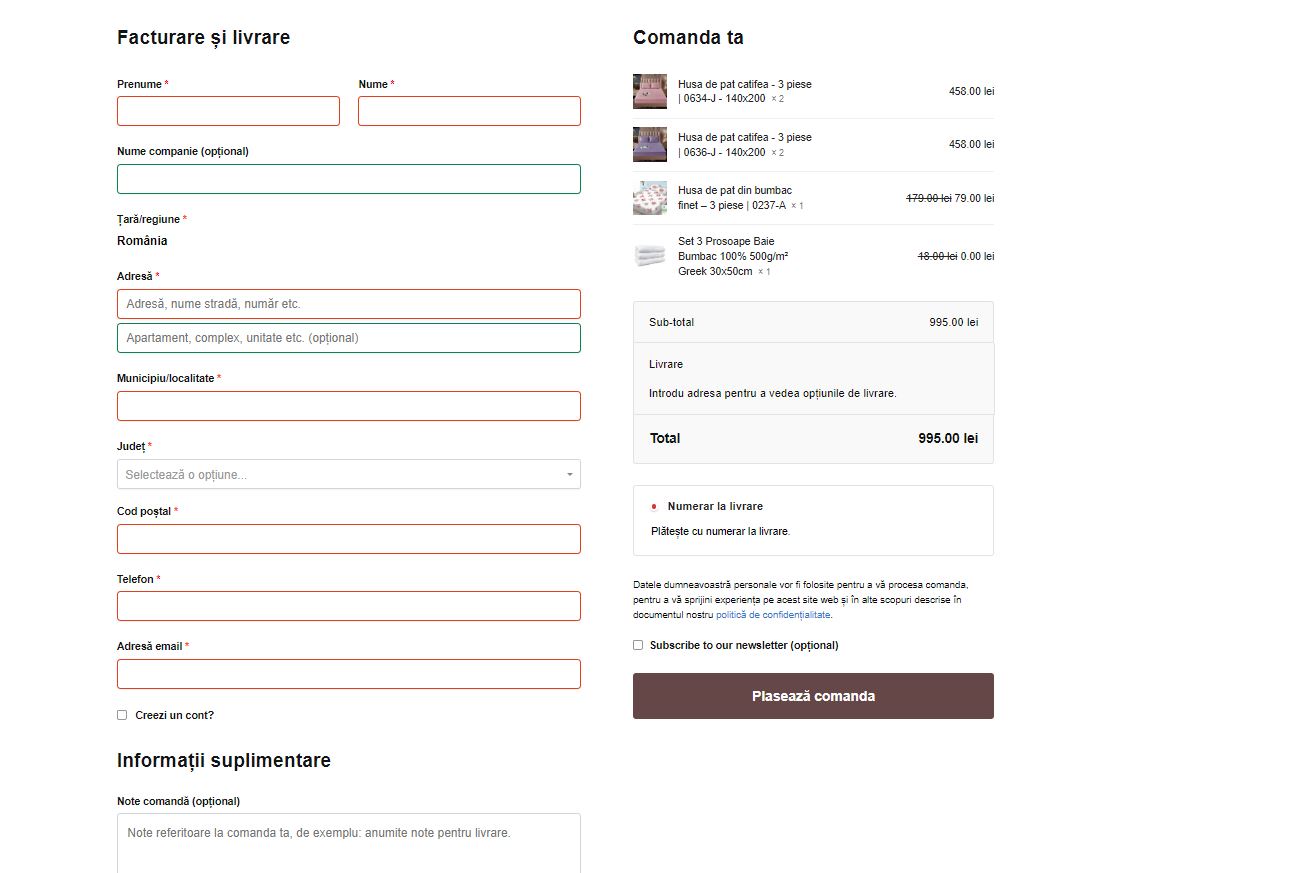 Facturare și livrare
Prenume *
Nume *
Nume companie (opțional)
Țară/regiune *
România
Adresă *
Adresă, nume stradă, număr etc.
Apartament, complex, unitate etc. (opțional)
Municipiu/localitate *
Județ *
Selectează o opțiune...
Cod poștal *
Telefon *
Adresă email *
Creezi un cont?
Informații suplimentare
Note comandă (opțional)
Note referitoare la comanda ta, de exemplu: anumite note pentru livrare.
Comanda ta
Husa de pat catifea - 3 piese
| 0634-J - 140x200 × 2
458.00 lei
Husa de pat catifea - 3 piese
| 0636-J - 140x200 × 2
458.00 lei
Husa de pat din bumbac
finet – 3 piese | 0237-A × 1
179.00 lei 79.00 lei
Set 3 Prosoape Baie
Bumbac 100% 500g/m²
Greek 30x50cm × 1
18.00 lei 0.00 lei
Sub-total 995.00 lei
Livrare
Introdu adresa pentru a vedea opțiunile de livrare.
Total 995.00 lei
Numerar la livrare
Plătește cu numerar la livrare.
Datele dumneavoastră personale vor fi folosite pentru a vă procesa comanda,
pentru a vă sprijini experiența pe acest site web și în alte scopuri descrise în
documentul nostru politică de confidențialitate.
Subscribe to our newsletter (opțional)
Plasează comanda